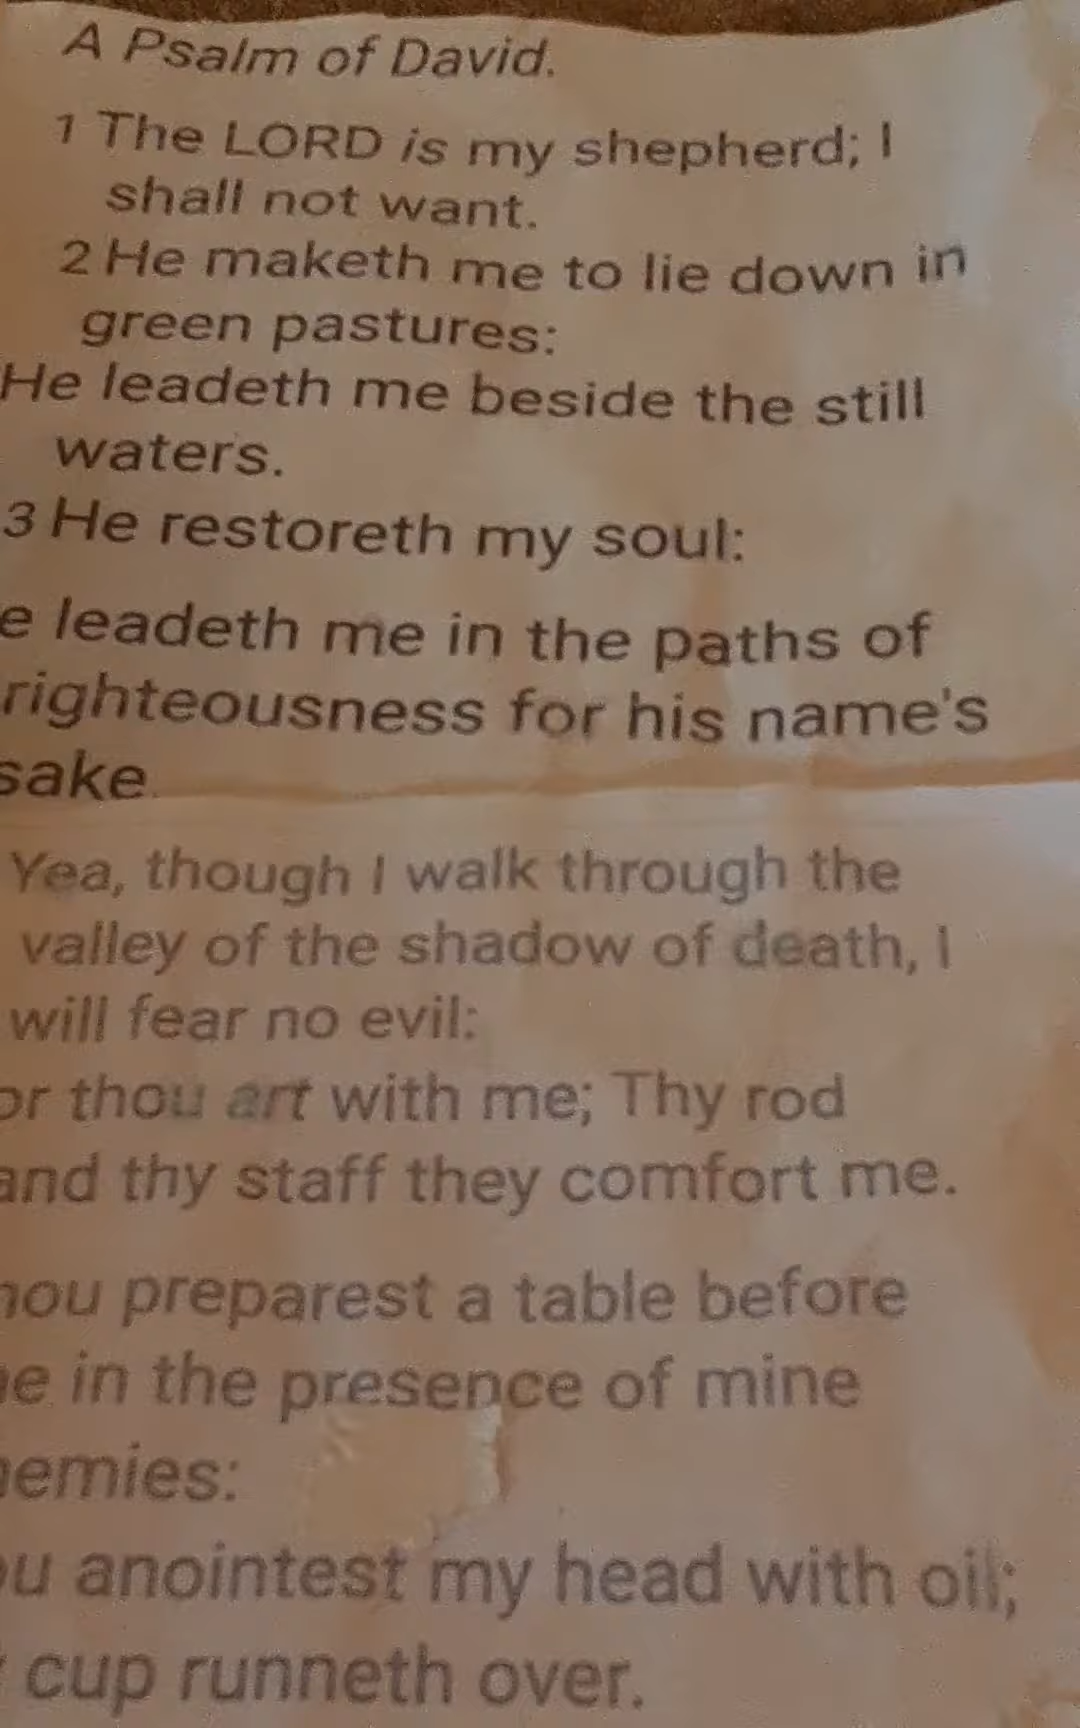 A Psalm of David.
1 The LORD is my shepherd; I
shall not want.
2 He maketh me to lie down in
green pastures:
He leadeth me beside the still
waters.
3 He restoreth my soul:
e leadeth me in the paths of
righteousness for his name's
sake.
Yea, though I walk through the
valley of the shadow of death, I
will fear no evil:
or thou art with me; Thy rod
and thy staff they comfort me.
hou preparest a table before
e in the presence of mine
nemies:
ou anointest my head with oil;
cup runneth over.